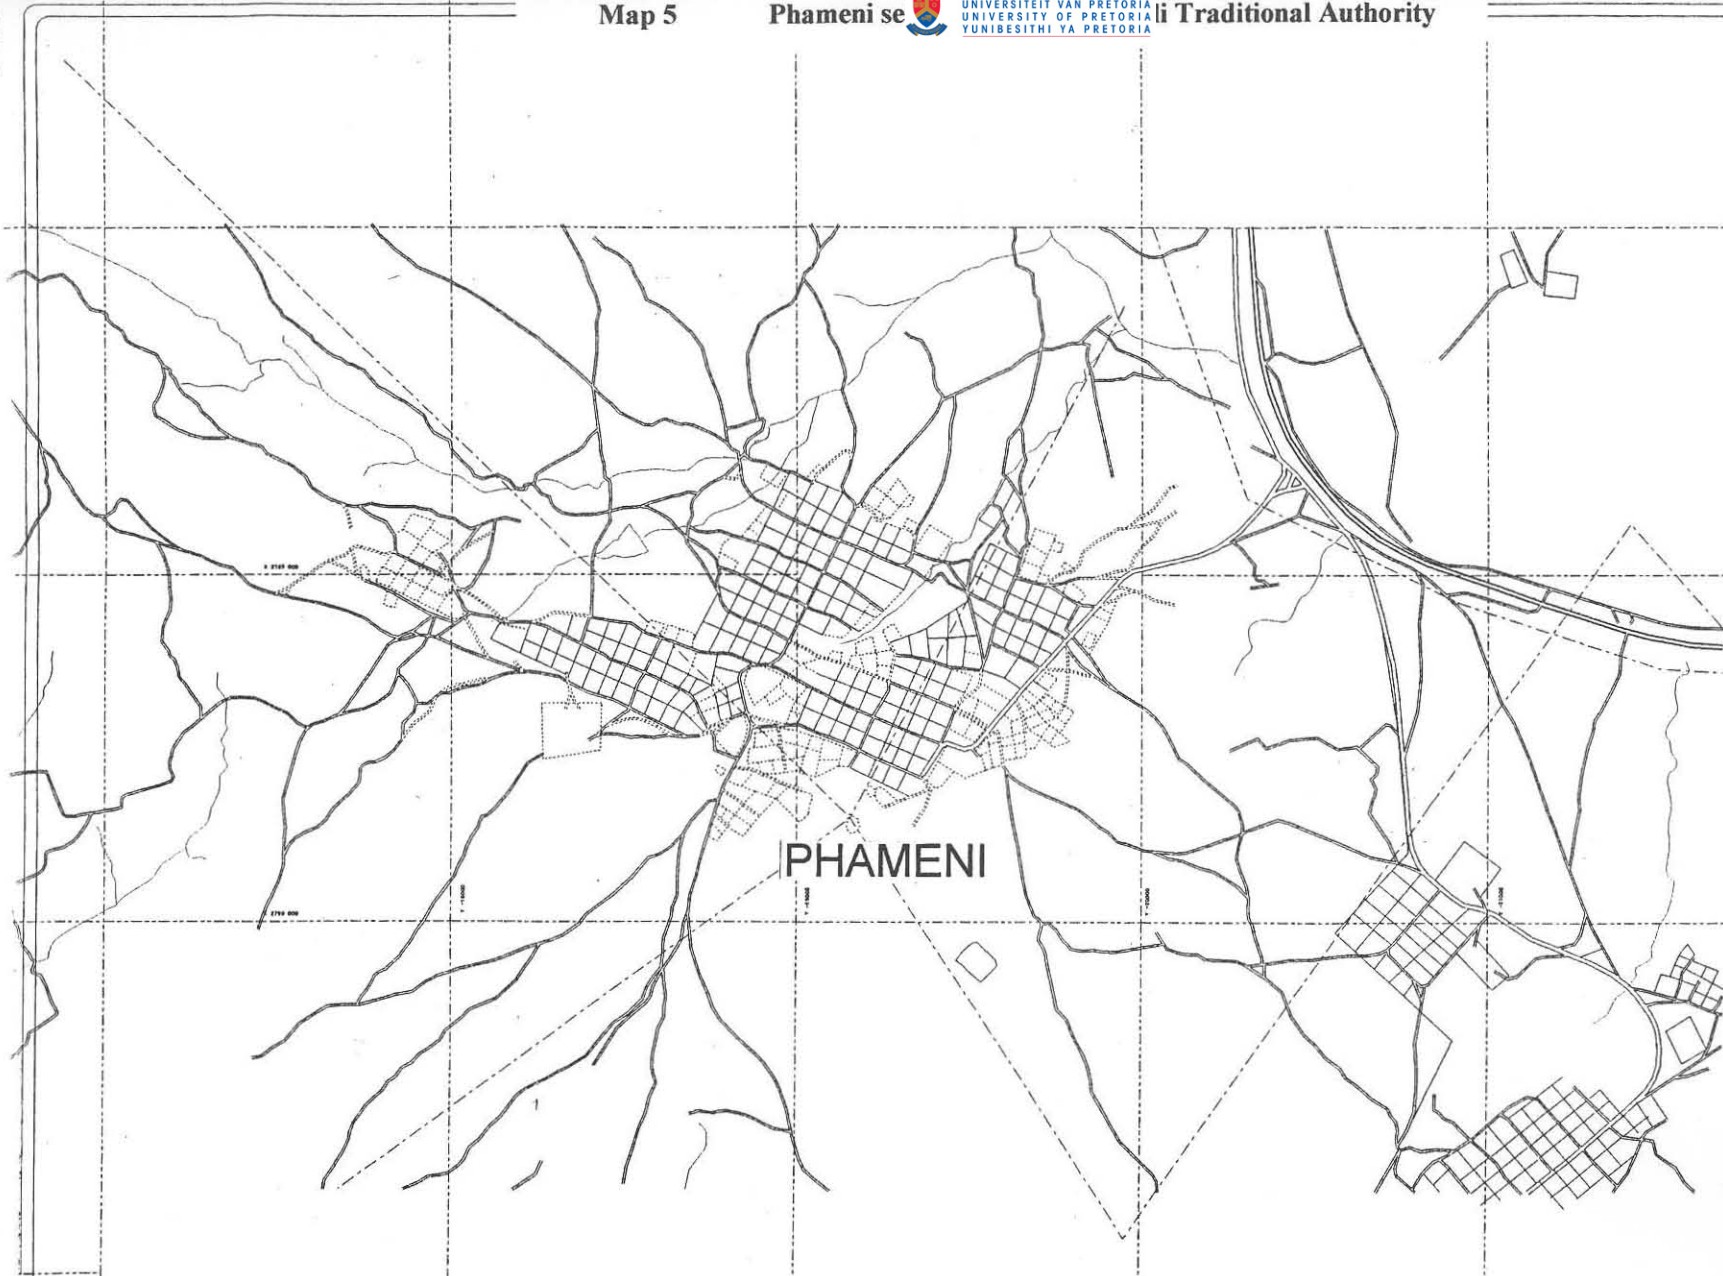 Map 5
Phameni se
UNIVERSITEIT VAN PRETORIA
UNIVERSITY OF PRETORIA
YUNIBESITHI YA PRETORIA
li Traditional Authority
PHAMENI